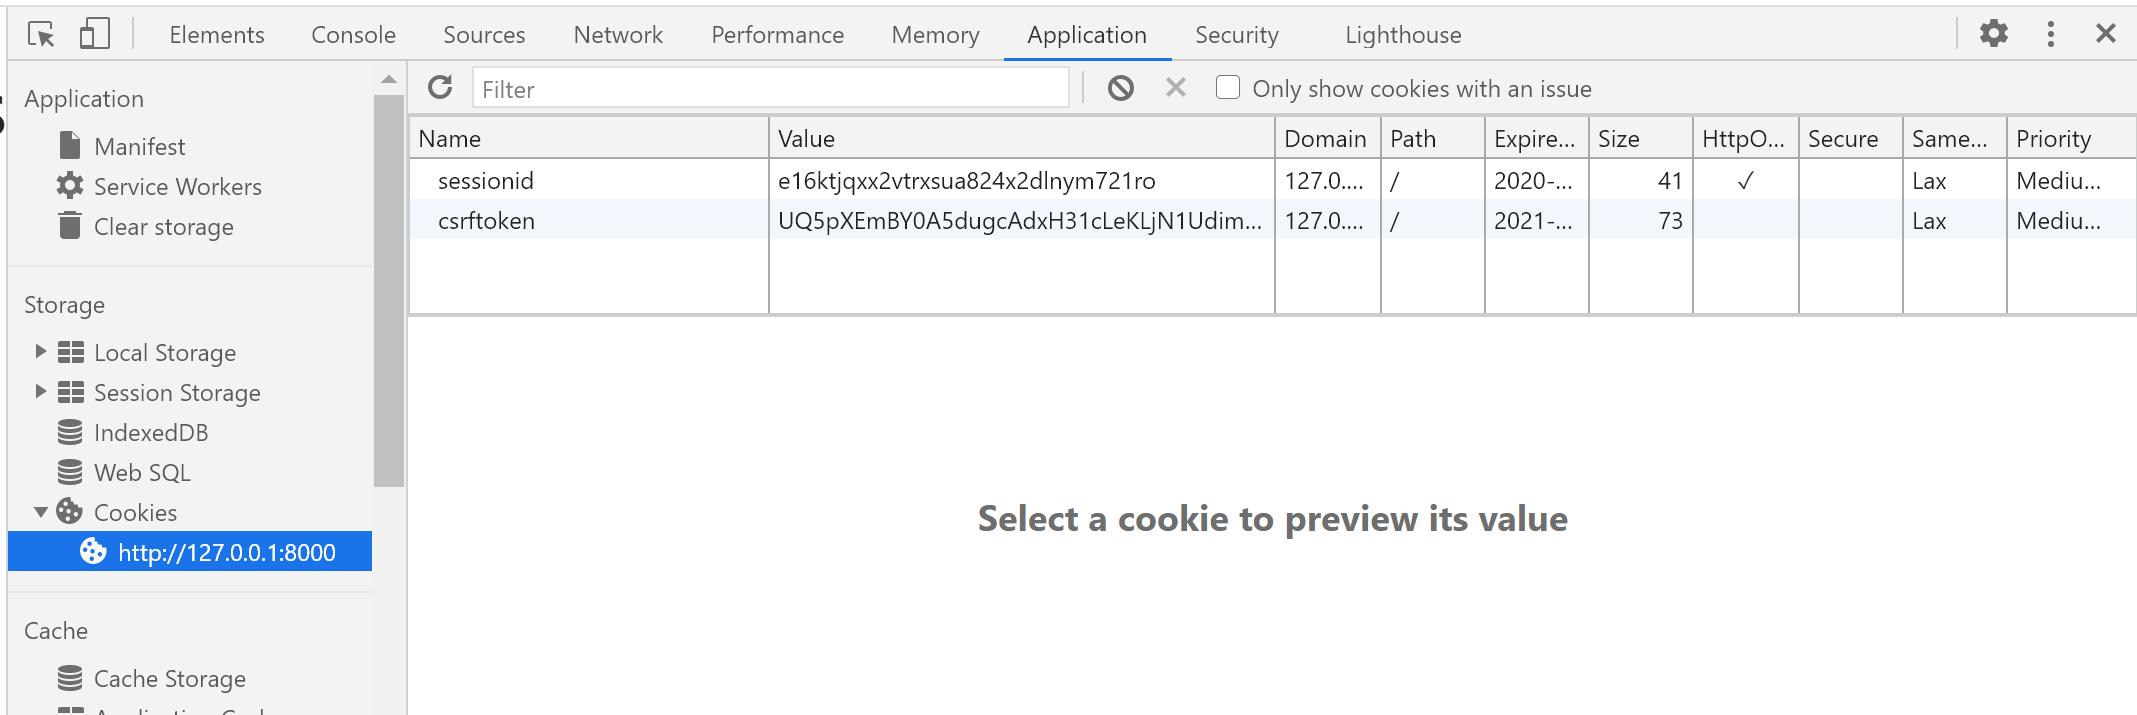 Elements Console Sources Network Performance Memory Application Security Lighthouse
Application
Manifest
Service Workers
Clear storage
Storage
Local Storage
Session Storage
IndexedDB
Web SQL
Cookies
http://127.0.0.1:8000
Cache
Cache Storage
Filter
Only show cookies with an issue
Name Value Domain Path Expire... Size HttpO... Secure Same... Priority
sessionid e16ktjqxx2vtrxsua824x2dlnym721ro 127.0.... / 2020-... 41 ✓ Lax Mediu...
csrftoken UQ5pXEmBY0A5dugcAdxH31cLeKLjN1Udim... 127.0.... / 2021-... 73 Lax Mediu...
Select a cookie to preview its value